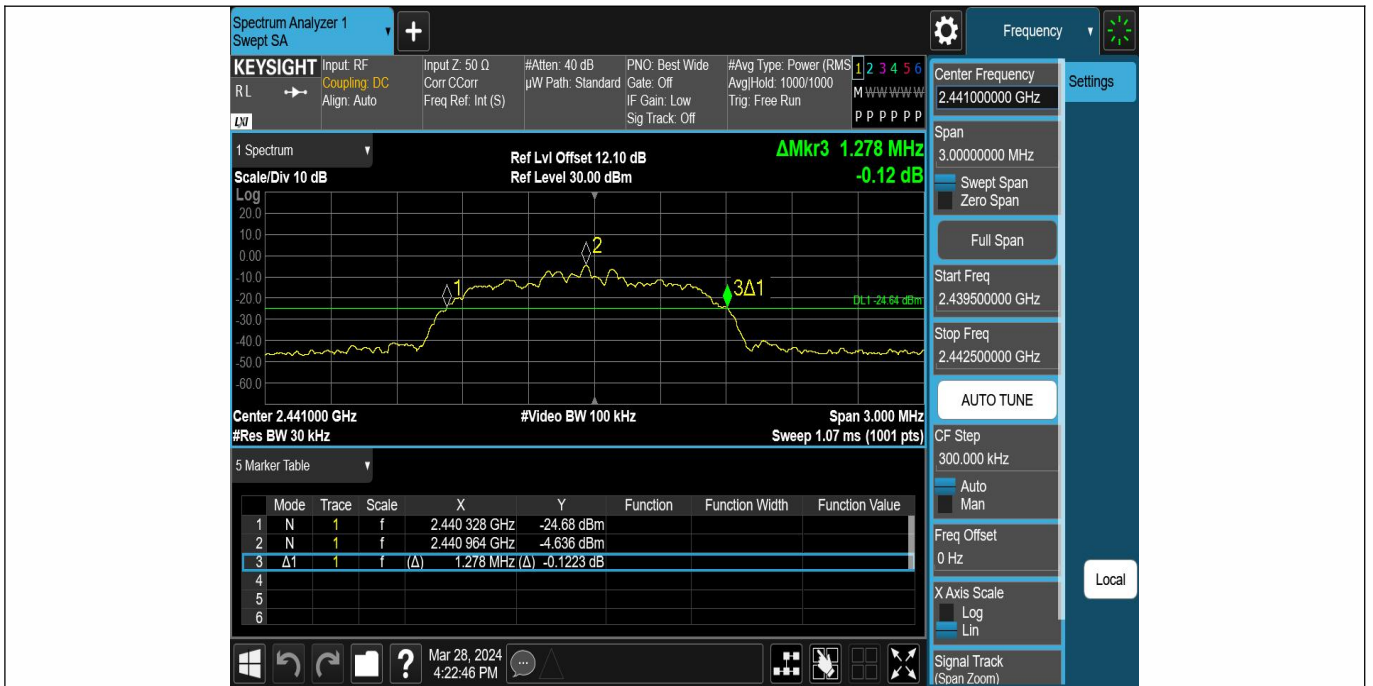 Spectrum Analyzer 1
Swept SA
+
Frequency
KEYSIGHT
RL
LXI
Input: RF
Coupling: DC
Align: Auto
Input Z: 50 Ω
Corr CCorr
Freq Ref: Int (S)
#Atten: 40 dB
µW Path: Standard
PNO: Best Wide
Gate: Off
IF Gain: Low
Sig Track: Off
#Avg Type: Power (RMS
Avg|Hold: 1000/1000
Trig: Free Run
1 2 3 4 5 6
M W W W W W
P P P P P P
1 Spectrum
Scale/Div 10 dB
Ref Lvl Offset 12.10 dB
Ref Level 30.00 dBm
ΔMkr3 1.278 MHz
-0.12 dB
Log
20.0
10.0
0.00
-10.0
-20.0
-30.0
-40.0
-50.0
-60.0
1
2
3Δ1
DL1 -24.64 dBm
Center 2.441000 GHz
#Video BW 100 kHz
Span 3.000 MHz
#Res BW 30 kHz
Sweep 1.07 ms (1001 pts)
5 Marker Table
Mode Trace Scale X Y Function Function Width Function Value
1 N 1 f 2.440 328 GHz -24.68 dBm
2 N 1 f 2.440 964 GHz -4.636 dBm
3 Δ1 1 f (Δ) 1.278 MHz (Δ) -0.1223 dB
4
5
6
?
Mar 28, 2024
4:22:46 PM
Center Frequency
2.441000000 GHz
Settings
Span
3.00000000 MHz
Swept Span
Zero Span
Full Span
Start Freq
2.439500000 GHz
Stop Freq
2.442500000 GHz
AUTO TUNE
CF Step
300.000 kHz
Auto
Man
Freq Offset
0 Hz
X Axis Scale
Log
Lin
Local
Signal Track
(Span Zoom)